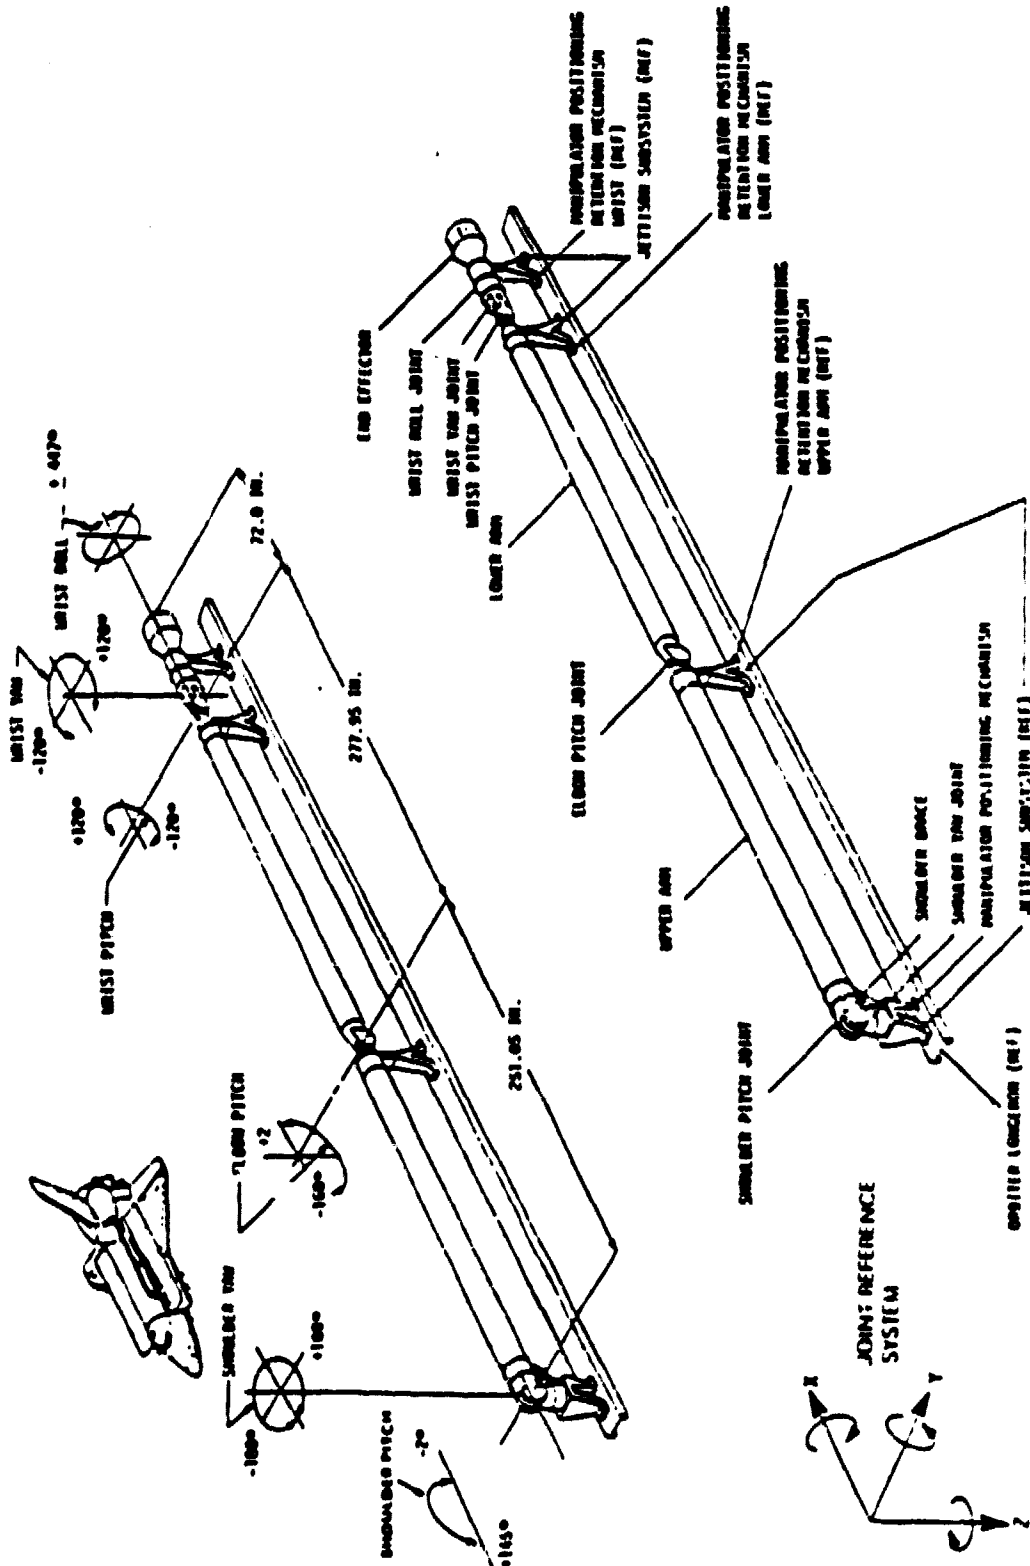 WRIST YAW
-120°
+120°
WRIST ROLL
± 447°
WRIST PITCH
+120°
-120°
72.0 IN.
277.95 IN.
ELBOW PITCH
+2
-160°
251.05 IN.
SHOULDER YAW
-180°
+180°
SHOULDER PITCH
-2°
+145°
END EFFECTOR
WRIST ROLL JOINT
WRIST YAW JOINT
WRIST PITCH JOINT
LOWER ARM
MANIPULATOR POSITIONING
RETENTION MECHANISM
WRIST (REF)
JETTISON SUBSYSTEM (REF)
MANIPULATOR POSITIONING
RETENTION MECHANISM
LOWER ARM (REF)
MANIPULATOR POSITIONING
RETENTION MECHANISM
UPPER ARM (REF)
ELBOW PITCH JOINT
UPPER ARM
SHOULDER BRACE
SHOULDER YAW JOINT
MANIPULATOR POSITIONING MECHANISM
JETTISON SUBSYSTEM (REF)
SHOULDER PITCH JOINT
ORBITER LONGERON (REF)
JOINT REFERENCE
SYSTEM
X
Y
Z